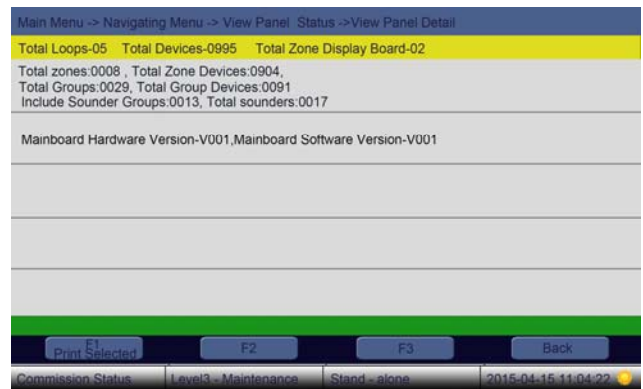 Main Menu -> Navigating Menu -> View Panel Status ->View Panel Detail
Total Loops-05 Total Devices-0995 Total Zone Display Board-02
Total zones:0008 , Total Zone Devices:0904,
Total Groups:0029, Total Group Devices:0091
Include Sounder Groups:0013, Total sounders:0017
Mainboard Hardware Version-V001,Mainboard Software Version-V001
F1
Print Selected
F2
F3
Back
Commission Status
Level3 - Maintenance
Stand - alone
2015-04-15 11:04:22